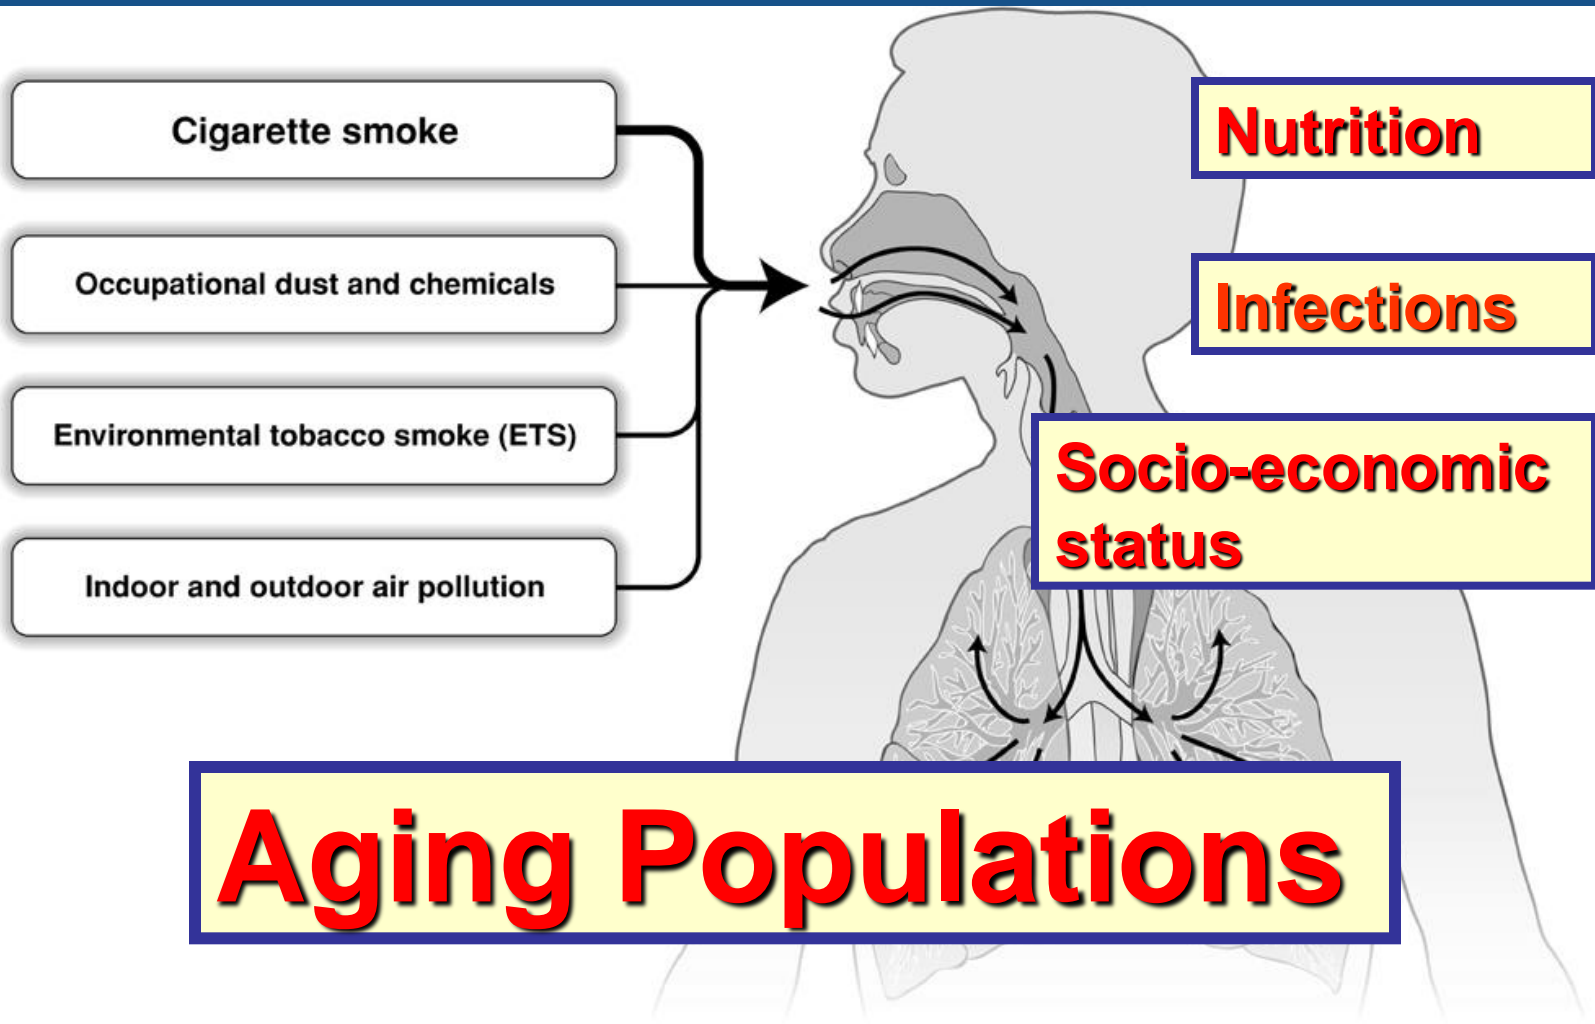 Cigarette smoke
Occupational dust and chemicals
Environmental tobacco smoke (ETS)
Indoor and outdoor air pollution
Nutrition
Infections
Socio-economic
status
Aging Populations